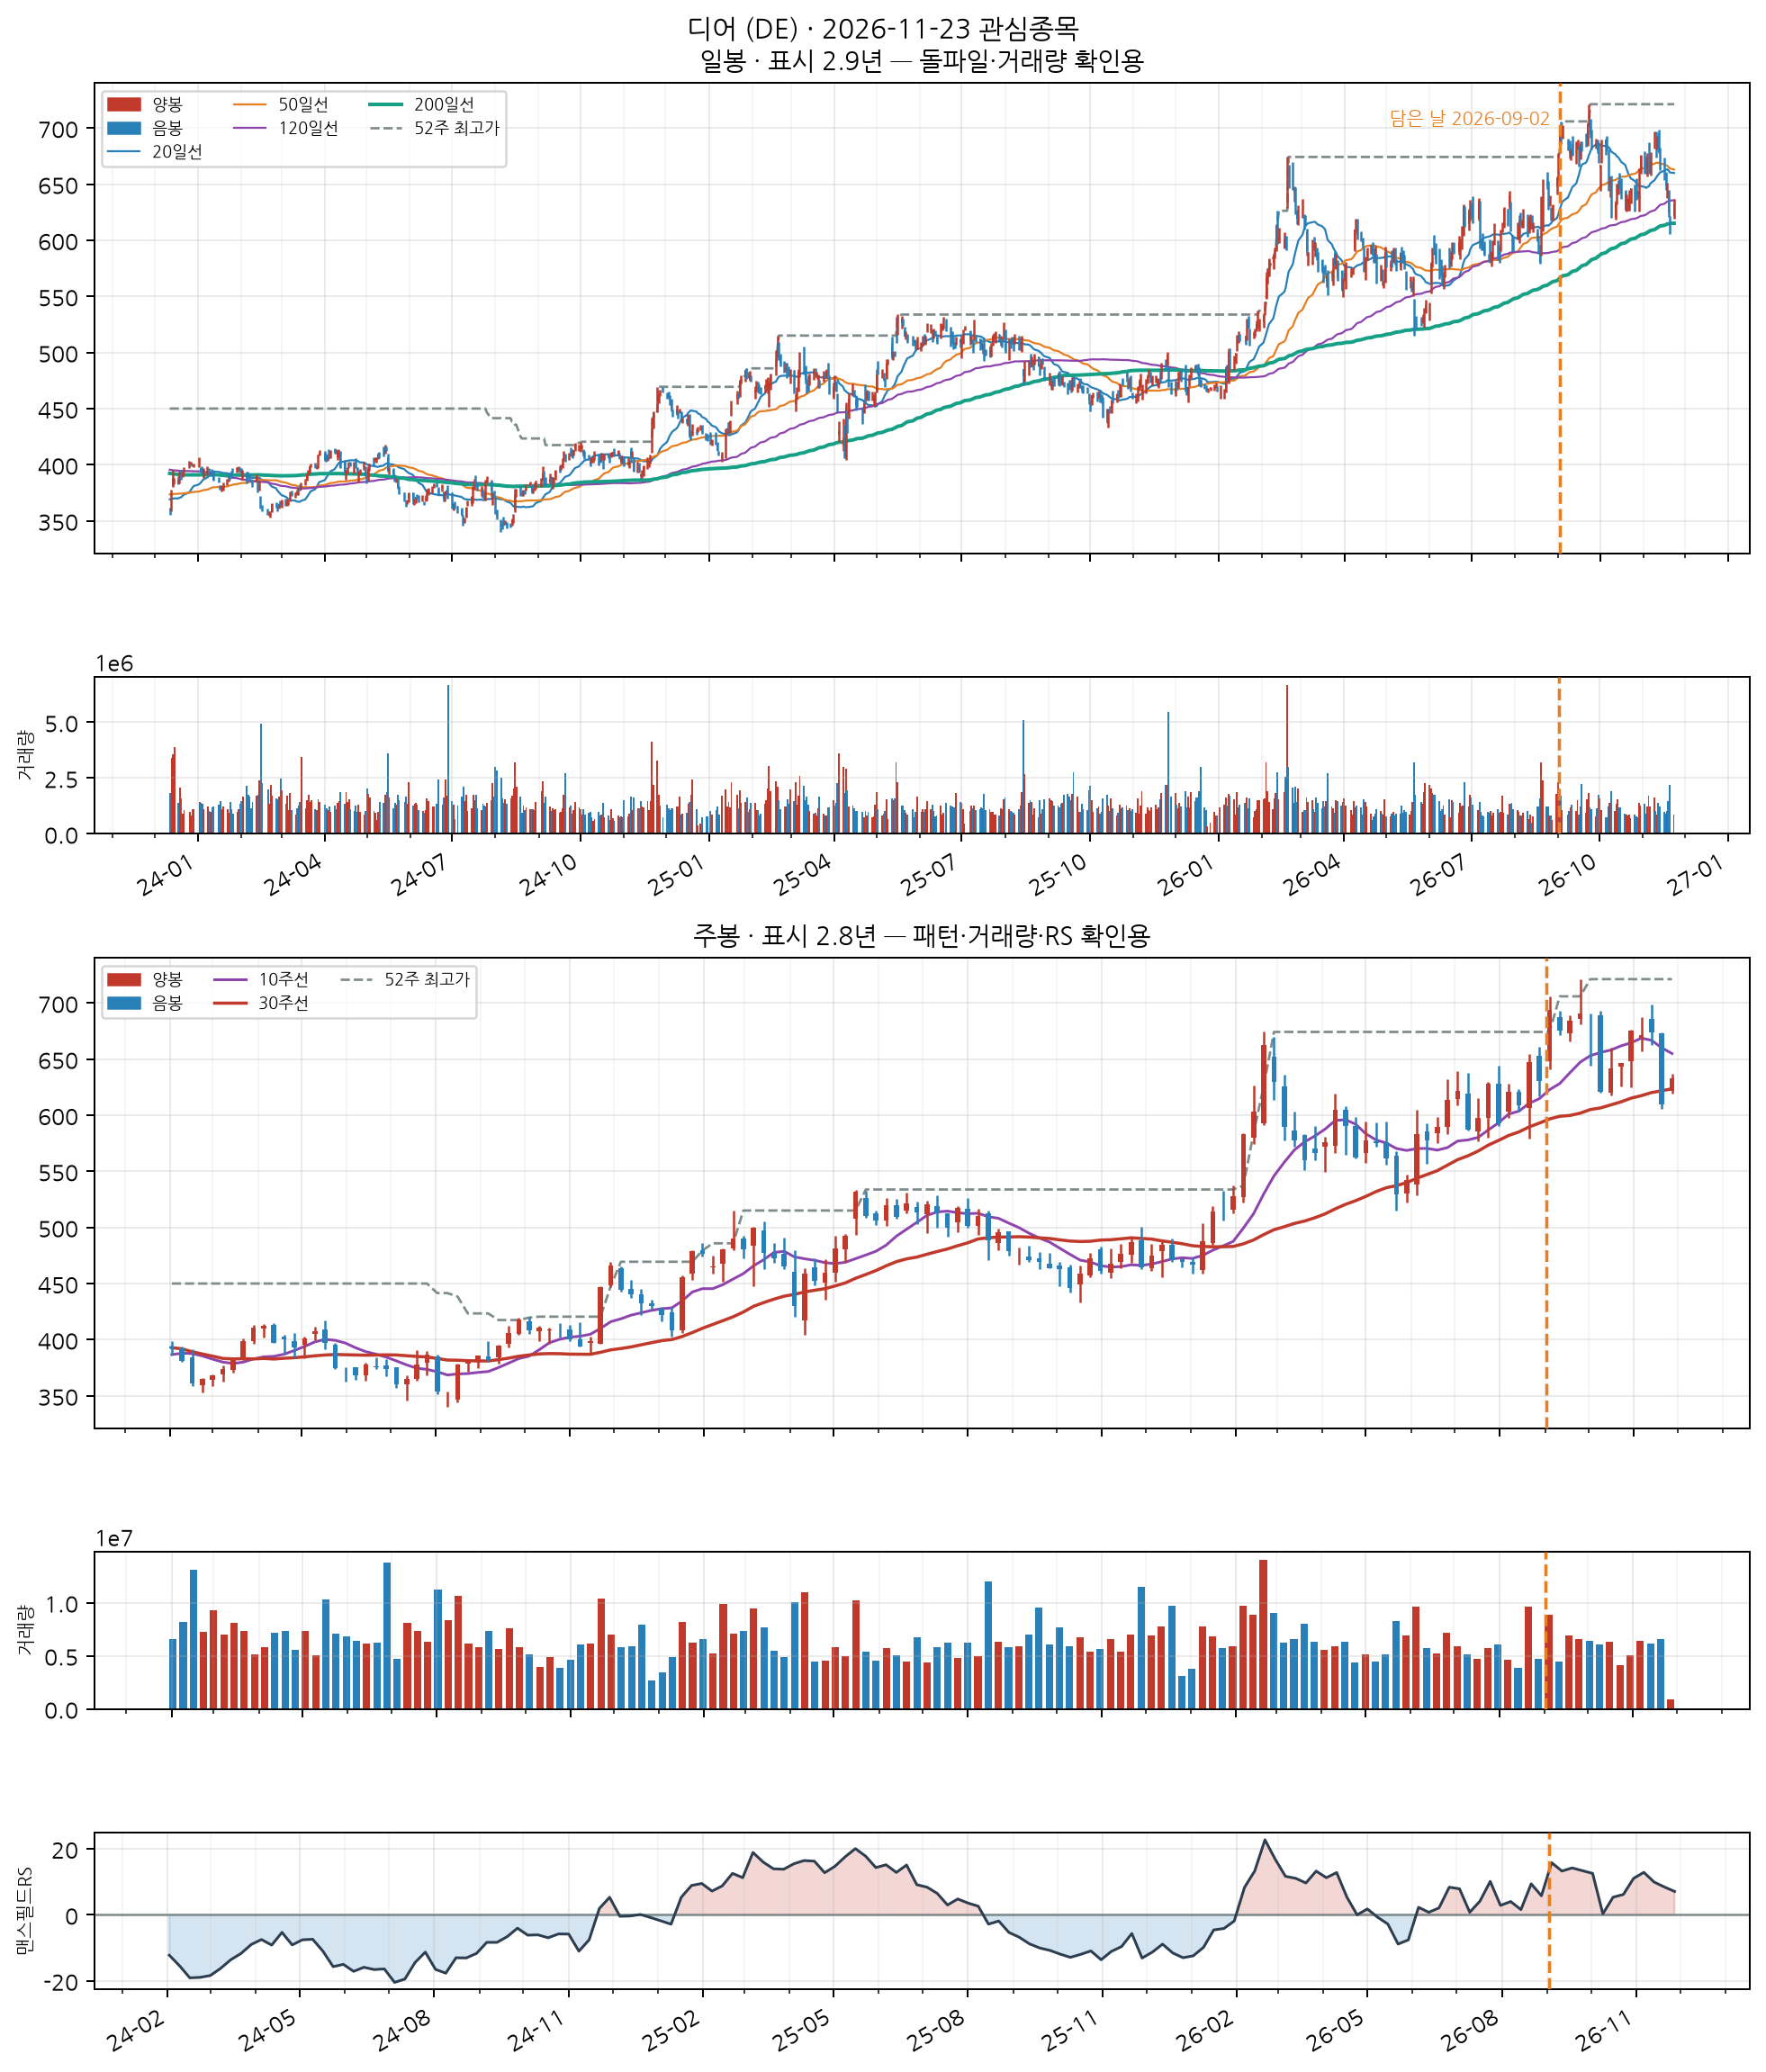 디어 (DE) · 2026-11-23 관심종목
일봉 · 표시 2.9년 — 돌파일·거래량 확인용
양봉
음봉
20일선
50일선
120일선
200일선
52주 최고가
담은 날 2026-09-02
700
650
600
550
500
450
400
350
1e6
거래량
5.0
2.5
0.0
24-01
24-04
24-07
24-10
25-01
25-04
25-07
25-10
26-01
26-04
26-07
26-10
27-01
주봉 · 표시 2.8년 — 패턴·거래량·RS 확인용
양봉
음봉
10주선
30주선
52주 최고가
700
650
600
550
500
450
400
350
1e7
거래량
1.0
0.5
0.0
맨스필드RS
20
0
-20
24-02
24-05
24-08
24-11
25-02
25-05
25-08
25-11
26-02
26-05
26-08
26-11